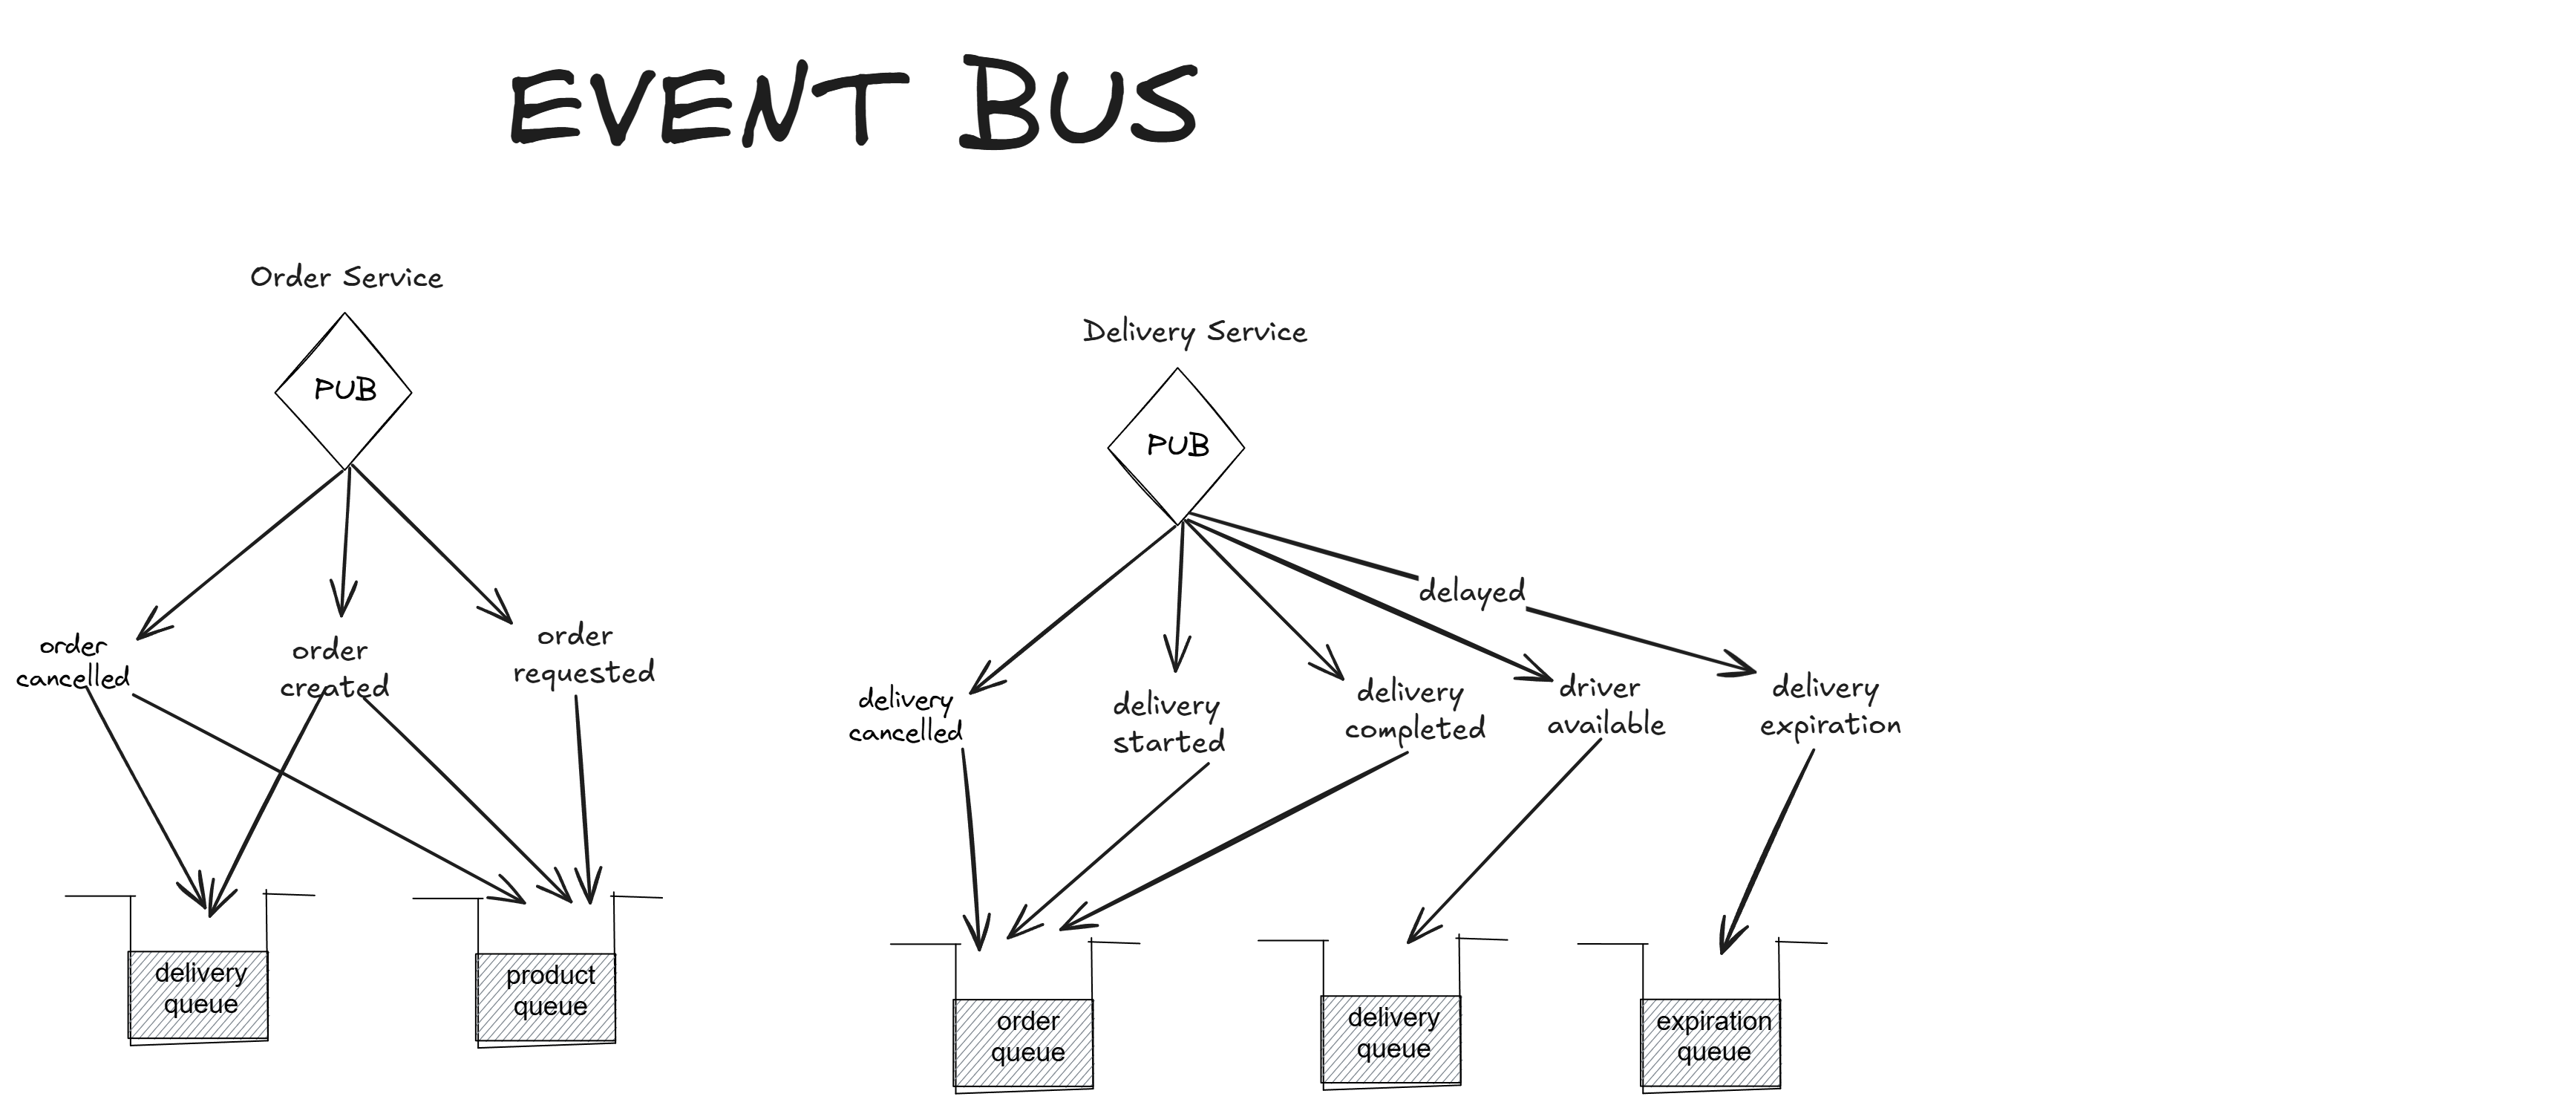 EVENT BUS
Order Service
PUB
order
cancelled
order
created
order
requested
delivery
queue
product
queue
Delivery Service
PUB
delayed
delivery
cancelled
delivery
started
delivery
completed
driver
available
delivery
expiration
order
queue
delivery
queue
expiration
queue